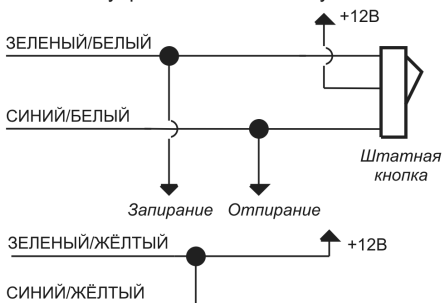 +12В
ЗЕЛЕНЫЙ/БЕЛЫЙ
СИНИЙ/БЕЛЫЙ
Штатная
кнопка
Запирание Отпирание
ЗЕЛЕНЫЙ/ЖЁЛТЫЙ
+12В
СИНИЙ/ЖЁЛТЫЙ